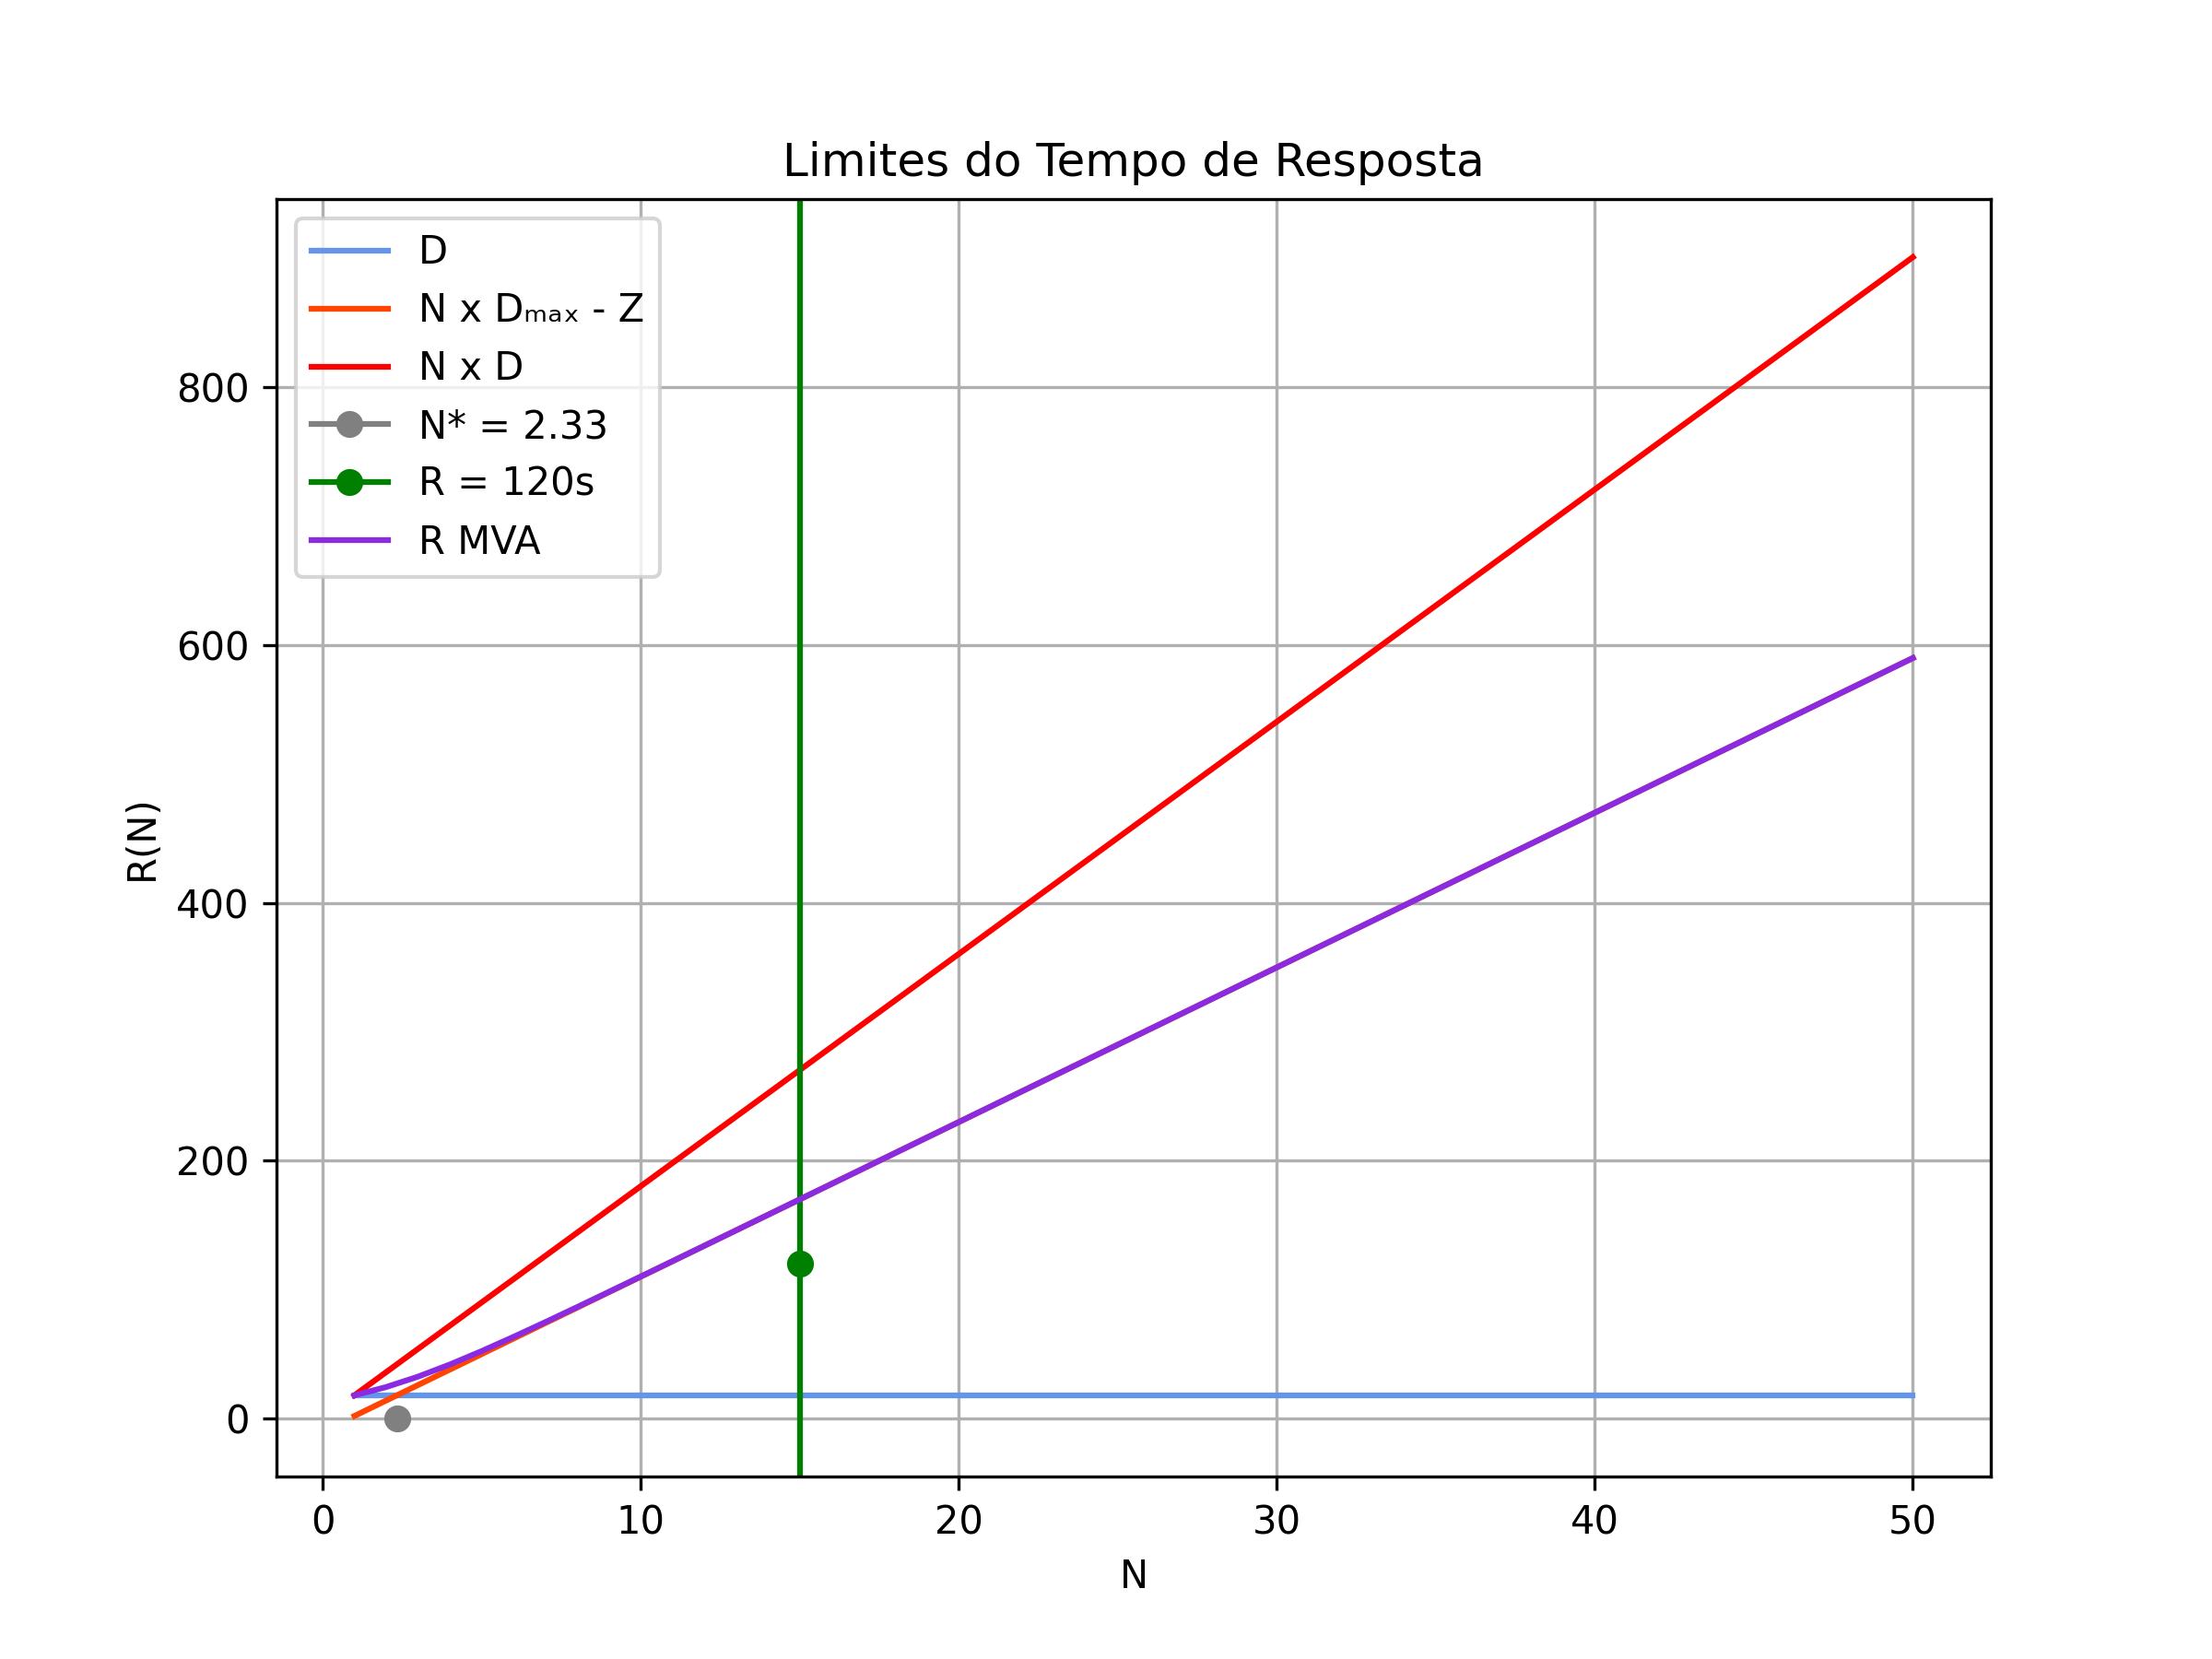 Limites do Tempo de Resposta
D
N x Dₘₐₓ - Z
N x D
N* = 2.33
R = 120s
R MVA
800
600
400
200
0
R(N)
0 10 20 30 40 50
N